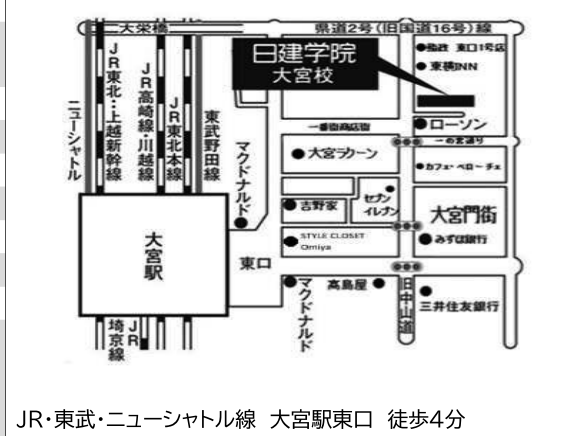 大栄橋
県道2号(旧国道16号)線
日建学院
大宮校
東口1号店
東横INN
ローソン
一番街商店街
一の宮通り
大宮ラクーン
カフェ・ベローチェ
ニューシャトル
JR東北・上越新幹線
JR高崎線・川越線
JR東北本線
東武野田線
マクドナルド
吉野家
セブン
イレブン
大宮門街
みずほ銀行
STYLE CLOSET
Omiya
大宮駅
東口
マクドナルド
高島屋
旧中山道
三井住友銀行
JR
埼京線
JR・東武・ニューシャトル線 大宮駅東口 徒歩4分